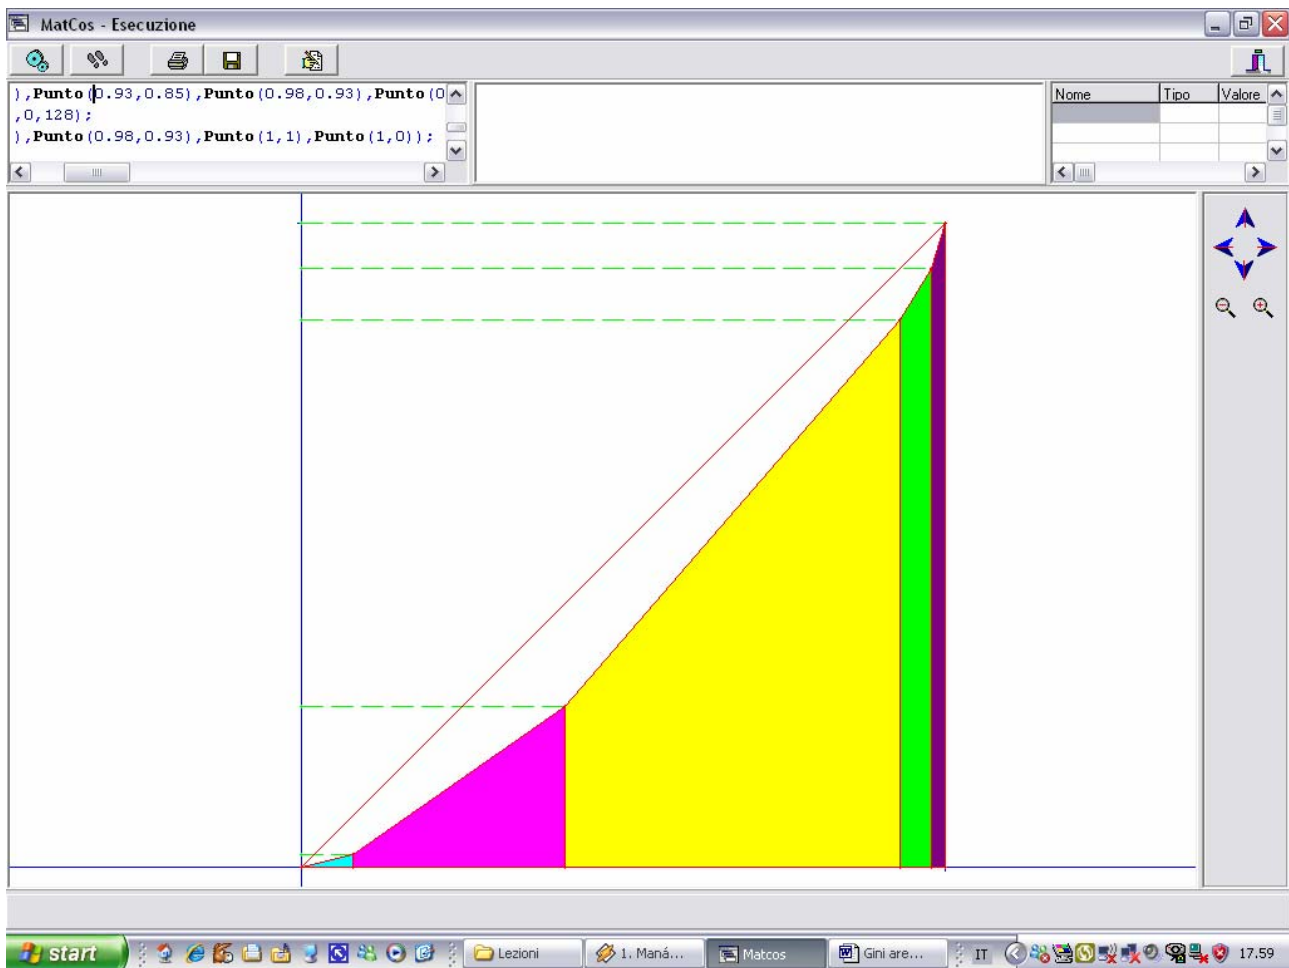 MatCos - Esecuzione
),Punto(0.93,0.85),Punto(0.98,0.93),Punto(0
,0,128);
),Punto(0.98,0.93),Punto(1,1),Punto(1,0));
Nome Tipo Valore
start Lezioni 1. Maná... Matcos Gini are... IT 17.59